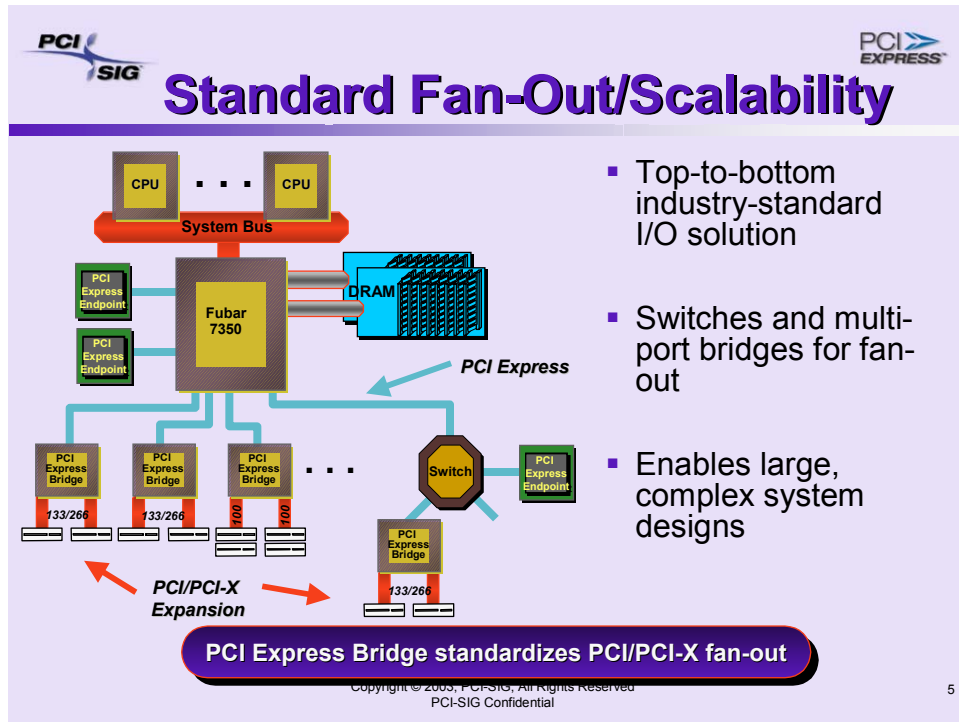 PCI
SIG
PCI
EXPRESS
Standard Fan-Out/Scalability
CPU
. . .
CPU
System Bus
PCI
Express
Endpoint
Fubar
7350
DRAM
PCI
Express
Endpoint
PCI Express
PCI
Express
Bridge
PCI
Express
Bridge
PCI
Express
Bridge
. . .
Switch
PCI
Express
Endpoint
133/266
133/266
100
100
PCI
Express
Bridge
133/266
PCI/PCI-X
Expansion
▪ Top-to-bottom
industry-standard
I/O solution
▪ Switches and multi-
port bridges for fan-
out
▪ Enables large,
complex system
designs
PCI Express Bridge standardizes PCI/PCI-X fan-out
Copyright © 2003, PCI-SIG, All Rights Reserved
PCI-SIG Confidential
5